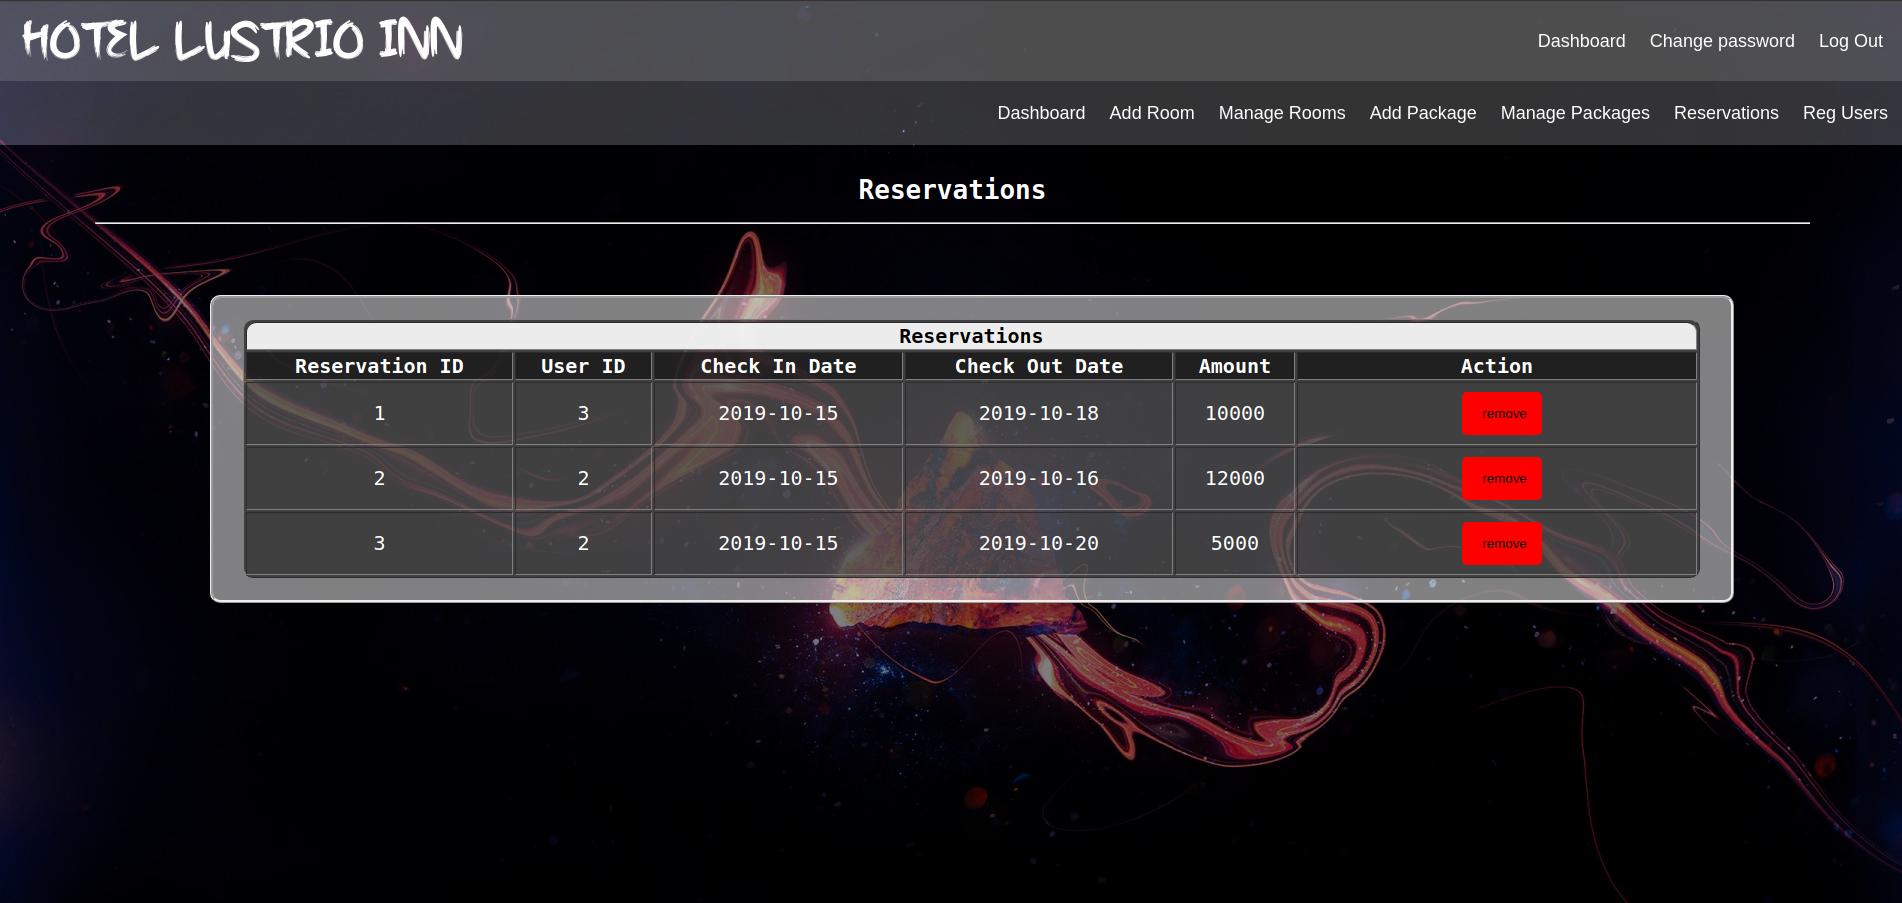 HOTEL LUSTRIO INN
Dashboard Change password Log Out
Dashboard Add Room Manage Rooms Add Package Manage Packages Reservations Reg Users
Reservations
Reservations
Reservation ID User ID Check In Date Check Out Date Amount Action
1 3 2019-10-15 2019-10-18 10000 remove
2 2 2019-10-15 2019-10-16 12000 remove
3 2 2019-10-15 2019-10-20 5000 remove